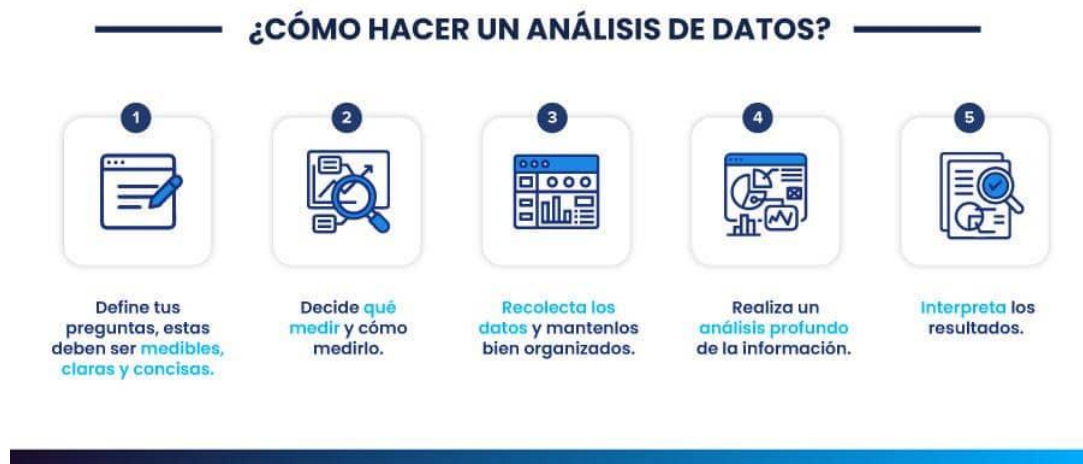 ¿CÓMO HACER UN ANÁLISIS DE DATOS?
1
Define tus
preguntas, estas
deben ser medibles,
claras y concisas.
2
Decide qué
medir y cómo
medirlo.
3
Recolecta los
datos y mantenlos
bien organizados.
4
Realiza un
análisis profundo
de la información.
5
Interpreta los
resultados.